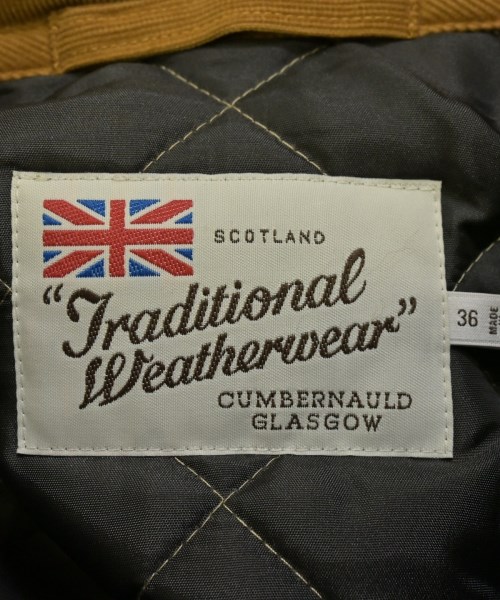 SCOTLAND
"Traditional
Weatherwear"
CUMBERNAULD
GLASGOW
36
MADE